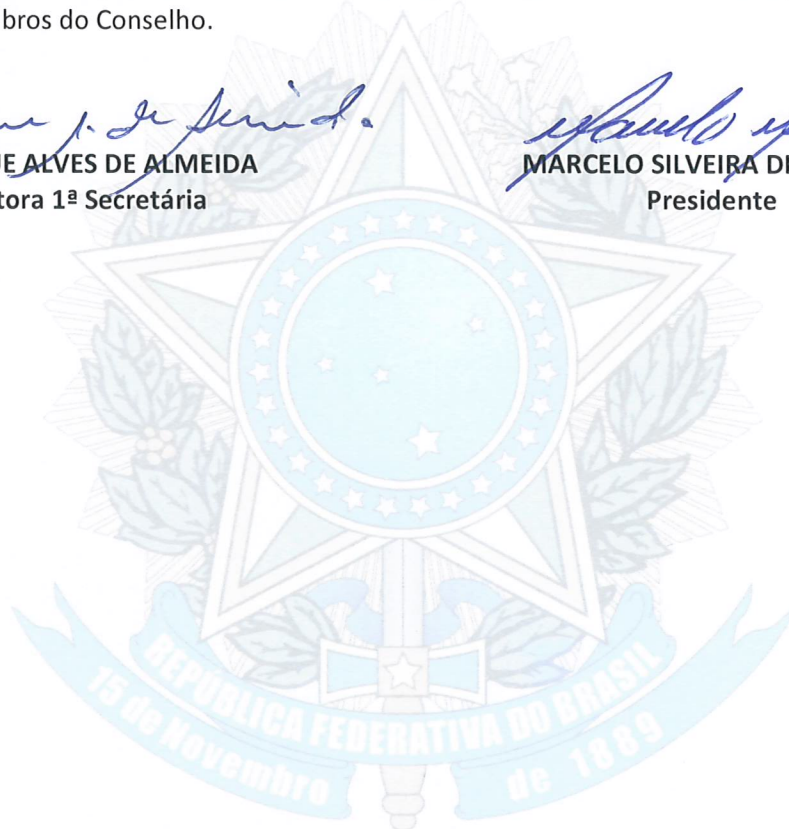 bros do Conselho.
UE ALVES DE ALMEIDA
tora 1ª Secretária
MARCELO SILVEIRA DE
Presidente
REPÚBLICA FEDERATIVA DO BRASIL
15 de Novembro de 1889